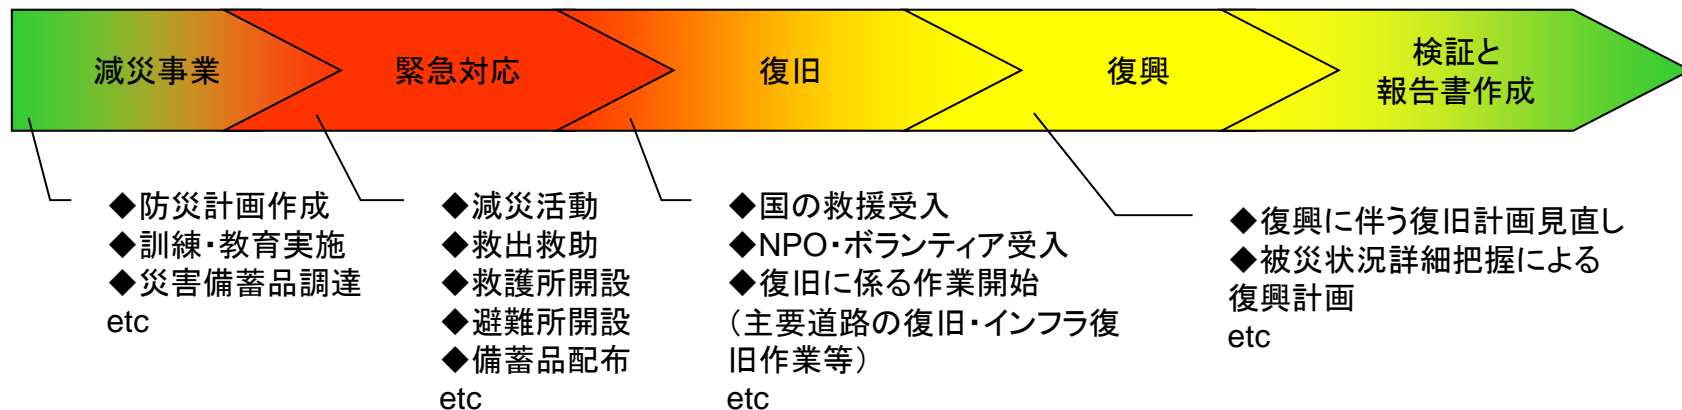 減災事業
緊急対応
復旧
復興
検証と
報告書作成
◆防災計画作成
◆訓練・教育実施
◆災害備蓄品調達
etc
◆減災活動
◆救出救助
◆救護所開設
◆避難所開設
◆備蓄品配布
etc
◆国の救援受入
◆NPO・ボランティア受入
◆復旧に係る作業開始
（主要道路の復旧・インフラ復
旧作業等）
etc
◆復興に伴う復旧計画見直し
◆被災状況詳細把握による
復興計画
etc